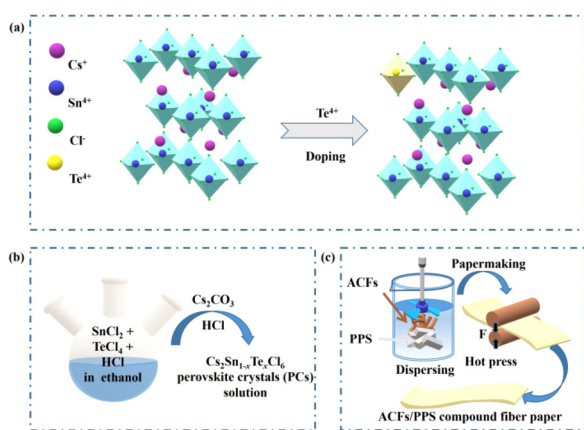 (a)
Cs⁺
Sn⁴⁺
Cl⁻
Te⁴⁺
Te⁴⁺
Doping
(b)
SnCl₂ +
TeCl₄ +
HCl
in ethanol
Cs₂CO₃
HCl
Cs₂Sn₁₋ₓTeₓCl₆
perovskite crystals (PCs)
solution
(c)
Papermaking
ACFs
PPS
F
Hot press
Dispersing
ACFs/PPS compound fiber paper